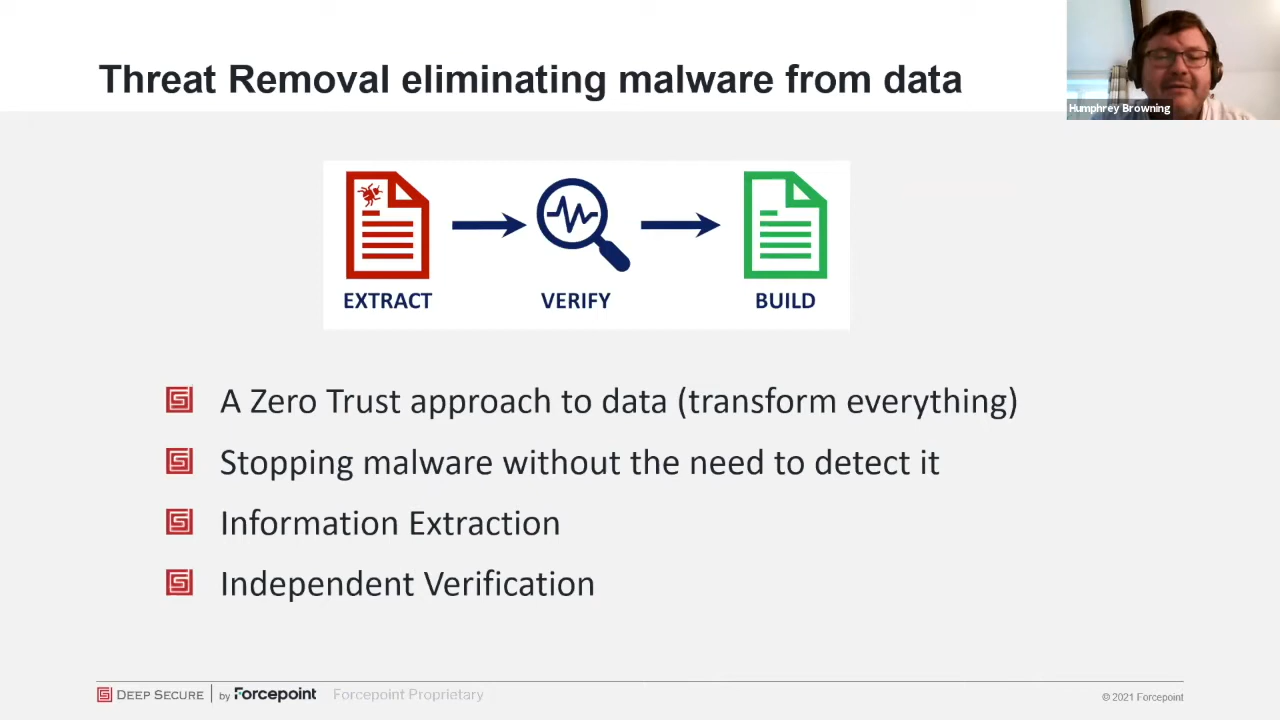 Threat Removal eliminating malware from data
Humphrey Browning
EXTRACT VERIFY BUILD
A Zero Trust approach to data (transform everything)
Stopping malware without the need to detect it
Information Extraction
Independent Verification
DEEP SECURE by Forcepoint Forcepoint Proprietary
© 2021 Forcepoint